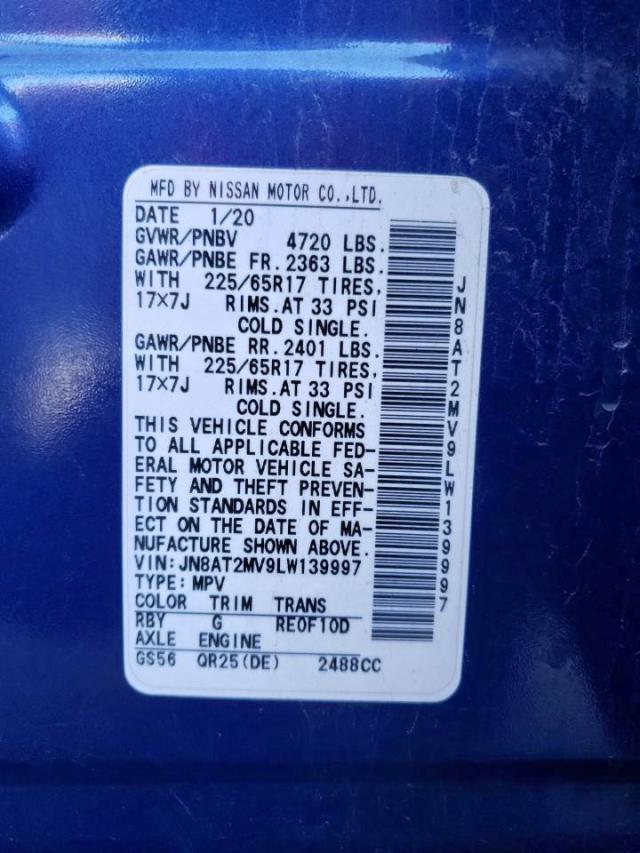 MFD BY NISSAN MOTOR CO.,LTD.
DATE 1/20
GVWR/PNBV 4720 LBS.
GAWR/PNBE FR.2363 LBS.
WITH 225/65R17 TIRES,
17×7J RIMS.AT 33 PSI
COLD SINGLE.
GAWR/PNBE RR.2401 LBS.
WITH 225/65R17 TIRES,
17×7J RIMS.AT 33 PSI
COLD SINGLE.
THIS VEHICLE CONFORMS
TO ALL APPLICABLE FED-
ERAL MOTOR VEHICLE SA-
FETY AND THEFT PREVEN-
TION STANDARDS IN EFF-
ECT ON THE DATE OF MA-
NUFACTURE SHOWN ABOVE.
VIN:JN8AT2MV9LW139997
TYPE:MPV
COLOR TRIM TRANS
RBY G RE0F10D
AXLE ENGINE
GS56 QR25(DE) 2488CC
JN8AT2MV9LW139997